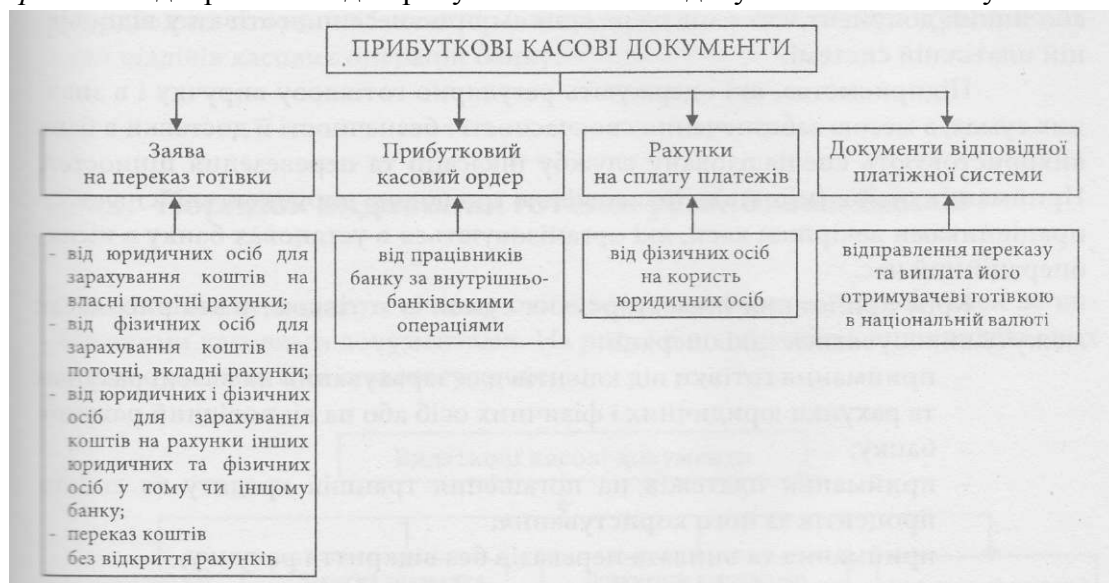 ПРИБУТКОВІ КАСОВІ ДОКУМЕНТИ
Заява
на переказ готівки
Прибутковий
касовий ордер
Рахунки
на сплату платежів
Документи відповідної
платіжної системи
- від юридичних осіб для
зарахування коштів на
власні поточні рахунки;
- від фізичних осіб для
зарахування коштів на
поточні, вкладні рахунки;
- від юридичних і фізичних
осіб для зарахування
коштів на рахунки інших
юридичних та фізичних
осіб у тому чи іншому
банку;
- переказ коштів
без відкриття рахунків
від працівників
банку за внутрішньо-
банківськими
операціями
від фізичних осіб
на користь
юридичних осіб
відправлення переказу
та виплата його
отримувачеві готівкою
в національній валюті